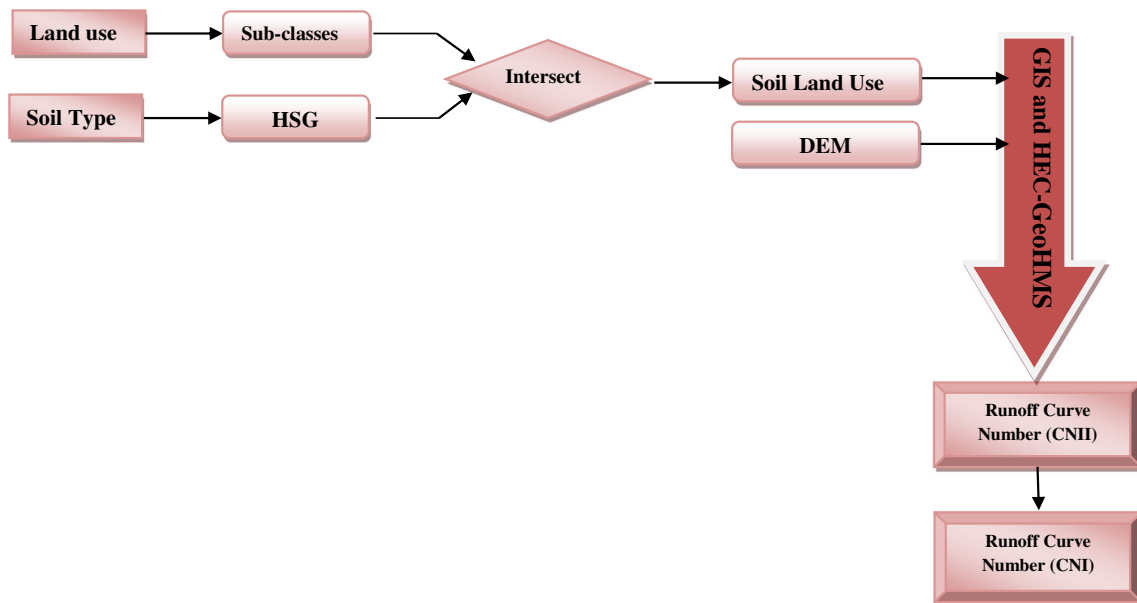 Land use
Sub-classes
Intersect
Soil Type
HSG
Soil Land Use
DEM
GIS and HEC-GeoHMS
Runoff Curve
Number (CNII)
Runoff Curve
Number (CNI)